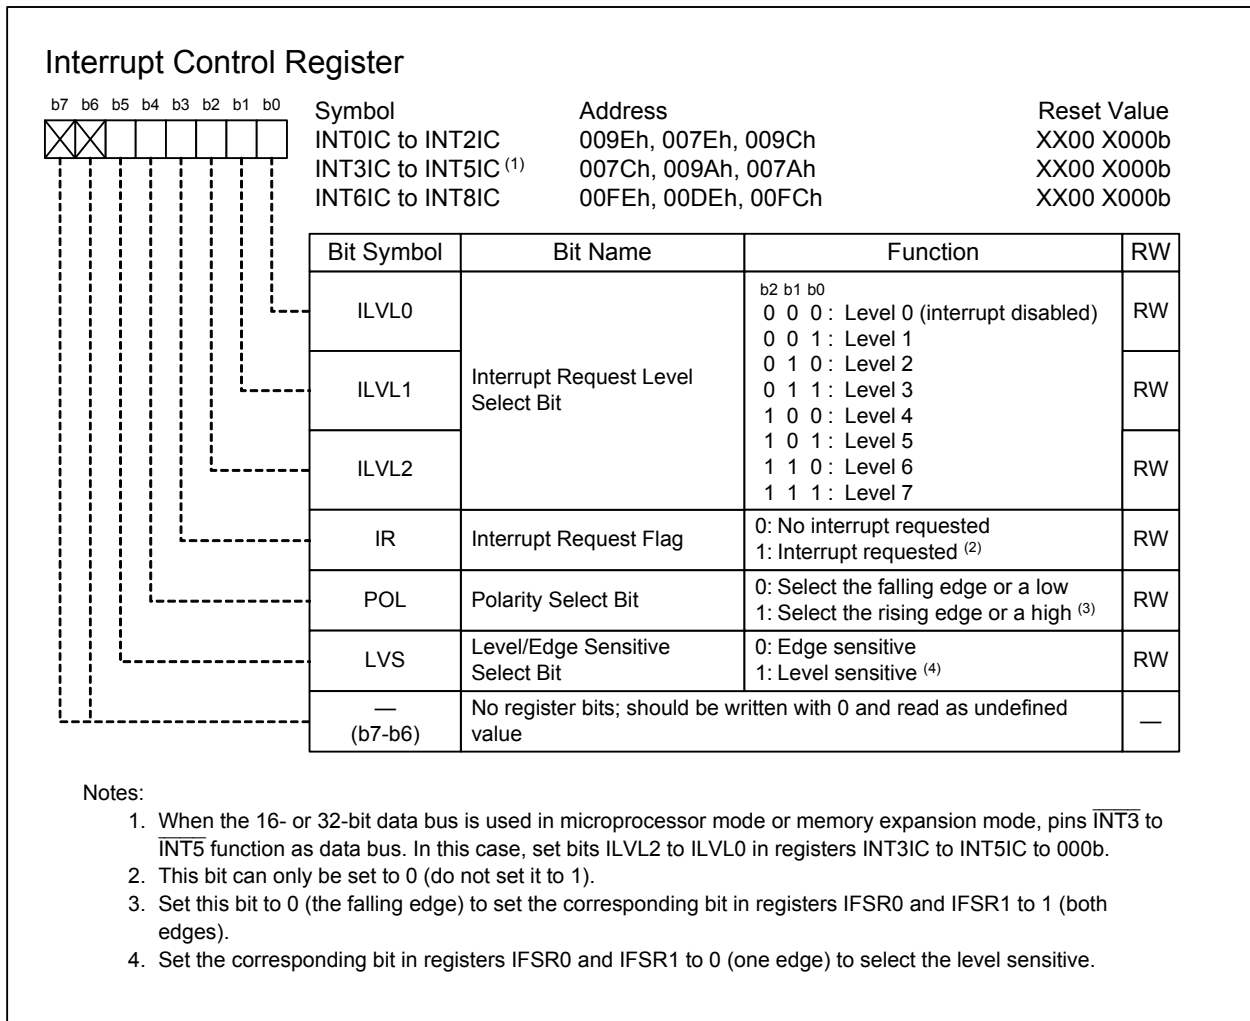 Interrupt Control Register
b7 b6 b5 b4 b3 b2 b1 b0
Symbol Address Reset Value
INT0IC to INT2IC 009Eh, 007Eh, 009Ch XX00 X000b
INT3IC to INT5IC (1) 007Ch, 009Ah, 007Ah XX00 X000b
INT6IC to INT8IC 00FEh, 00DEh, 00FCh XX00 X000b
Bit Symbol Bit Name Function RW
ILVL0
ILVL1
ILVL2
Interrupt Request Level
Select Bit
b2 b1 b0
0 0 0 : Level 0 (interrupt disabled)
0 0 1 : Level 1
0 1 0 : Level 2
0 1 1 : Level 3
1 0 0 : Level 4
1 0 1 : Level 5
1 1 0 : Level 6
1 1 1 : Level 7
RW
RW
RW
IR
Interrupt Request Flag
0: No interrupt requested
1: Interrupt requested (2)
RW
POL
Polarity Select Bit
0: Select the falling edge or a low
1: Select the rising edge or a high (3)
RW
LVS
Level/Edge Sensitive
Select Bit
0: Edge sensitive
1: Level sensitive (4)
RW
—
(b7-b6)
No register bits; should be written with 0 and read as undefined
value
—
Notes:
1. When the 16- or 32-bit data bus is used in microprocessor mode or memory expansion mode, pins I̅N̅T̅3̅ to
I̅N̅T̅5̅ function as data bus. In this case, set bits ILVL2 to ILVL0 in registers INT3IC to INT5IC to 000b.
2. This bit can only be set to 0 (do not set it to 1).
3. Set this bit to 0 (the falling edge) to set the corresponding bit in registers IFSR0 and IFSR1 to 1 (both
edges).
4. Set the corresponding bit in registers IFSR0 and IFSR1 to 0 (one edge) to select the level sensitive.